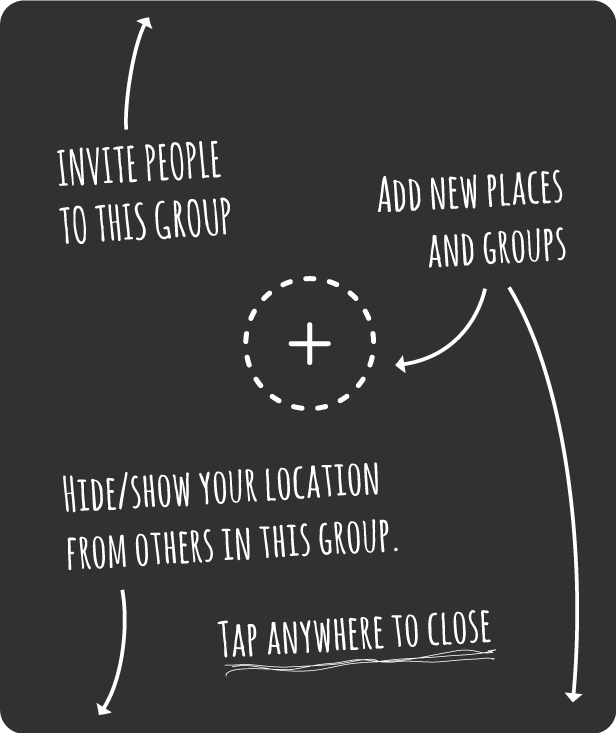 INVITE PEOPLE
TO THIS GROUP
ADD NEW PLACES
AND GROUPS
HIDE/SHOW YOUR LOCATION
FROM OTHERS IN THIS GROUP.
TAP ANYWHERE TO CLOSE